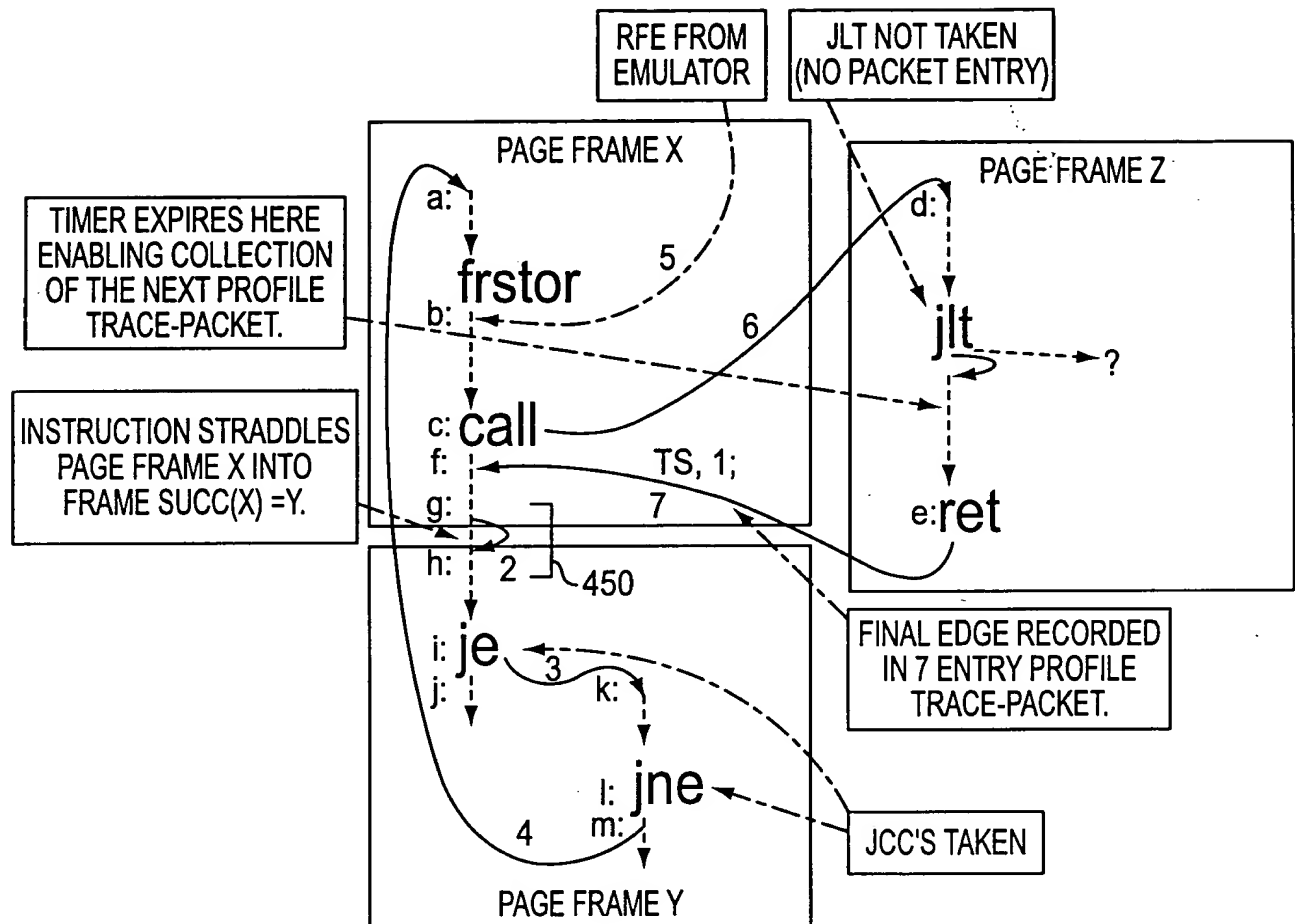 RFE FROM
EMULATOR
JLT NOT TAKEN
(NO PACKET ENTRY)
PAGE FRAME X
PAGE FRAME Z
a:
d:
TIMER EXPIRES HERE
ENABLING COLLECTION
OF THE NEXT PROFILE
TRACE-PACKET.
5
frstor
b:
6
jlt
?
INSTRUCTION STRADDLES
PAGE FRAME X INTO
FRAME SUCC(X) =Y.
c: call
f:
TS, 1;
7
g:
e: ret
h:
2
450
FINAL EDGE RECORDED
IN 7 ENTRY PROFILE
TRACE-PACKET.
i: je
3
j:
k:
l: jne
m:
4
JCC'S TAKEN
PAGE FRAME Y